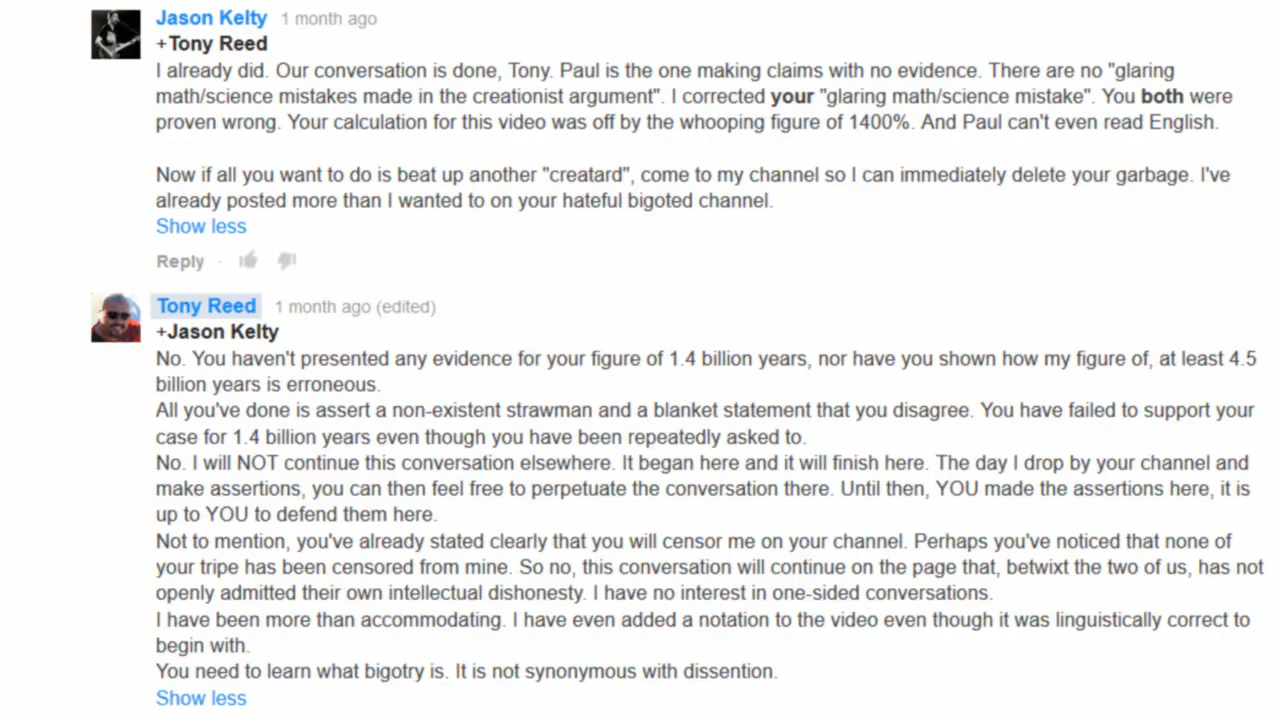 Jason Kelty 1 month ago
+Tony Reed
I already did. Our conversation is done, Tony. Paul is the one making claims with no evidence. There are no "glaring
math/science mistakes made in the creationist argument". I corrected your "glaring math/science mistake". You both were
proven wrong. Your calculation for this video was off by the whooping figure of 1400%. And Paul can't even read English.
Now if all you want to do is beat up another "creatard", come to my channel so I can immediately delete your garbage. I've
already posted more than I wanted to on your hateful bigoted channel.
Show less
Reply ·
Tony Reed 1 month ago (edited)
+Jason Kelty
No. You haven't presented any evidence for your figure of 1.4 billion years, nor have you shown how my figure of, at least 4.5
billion years is erroneous.
All you've done is assert a non-existent strawman and a blanket statement that you disagree. You have failed to support your
case for 1.4 billion years even though you have been repeatedly asked to.
No. I will NOT continue this conversation elsewhere. It began here and it will finish here. The day I drop by your channel and
make assertions, you can then feel free to perpetuate the conversation there. Until then, YOU made the assertions here, it is
up to YOU to defend them here.
Not to mention, you've already stated clearly that you will censor me on your channel. Perhaps you've noticed that none of
your tripe has been censored from mine. So no, this conversation will continue on the page that, betwixt the two of us, has not
openly admitted their own intellectual dishonesty. I have no interest in one-sided conversations.
I have been more than accommodating. I have even added a notation to the video even though it was linguistically correct to
begin with.
You need to learn what bigotry is. It is not synonymous with dissention.
Show less